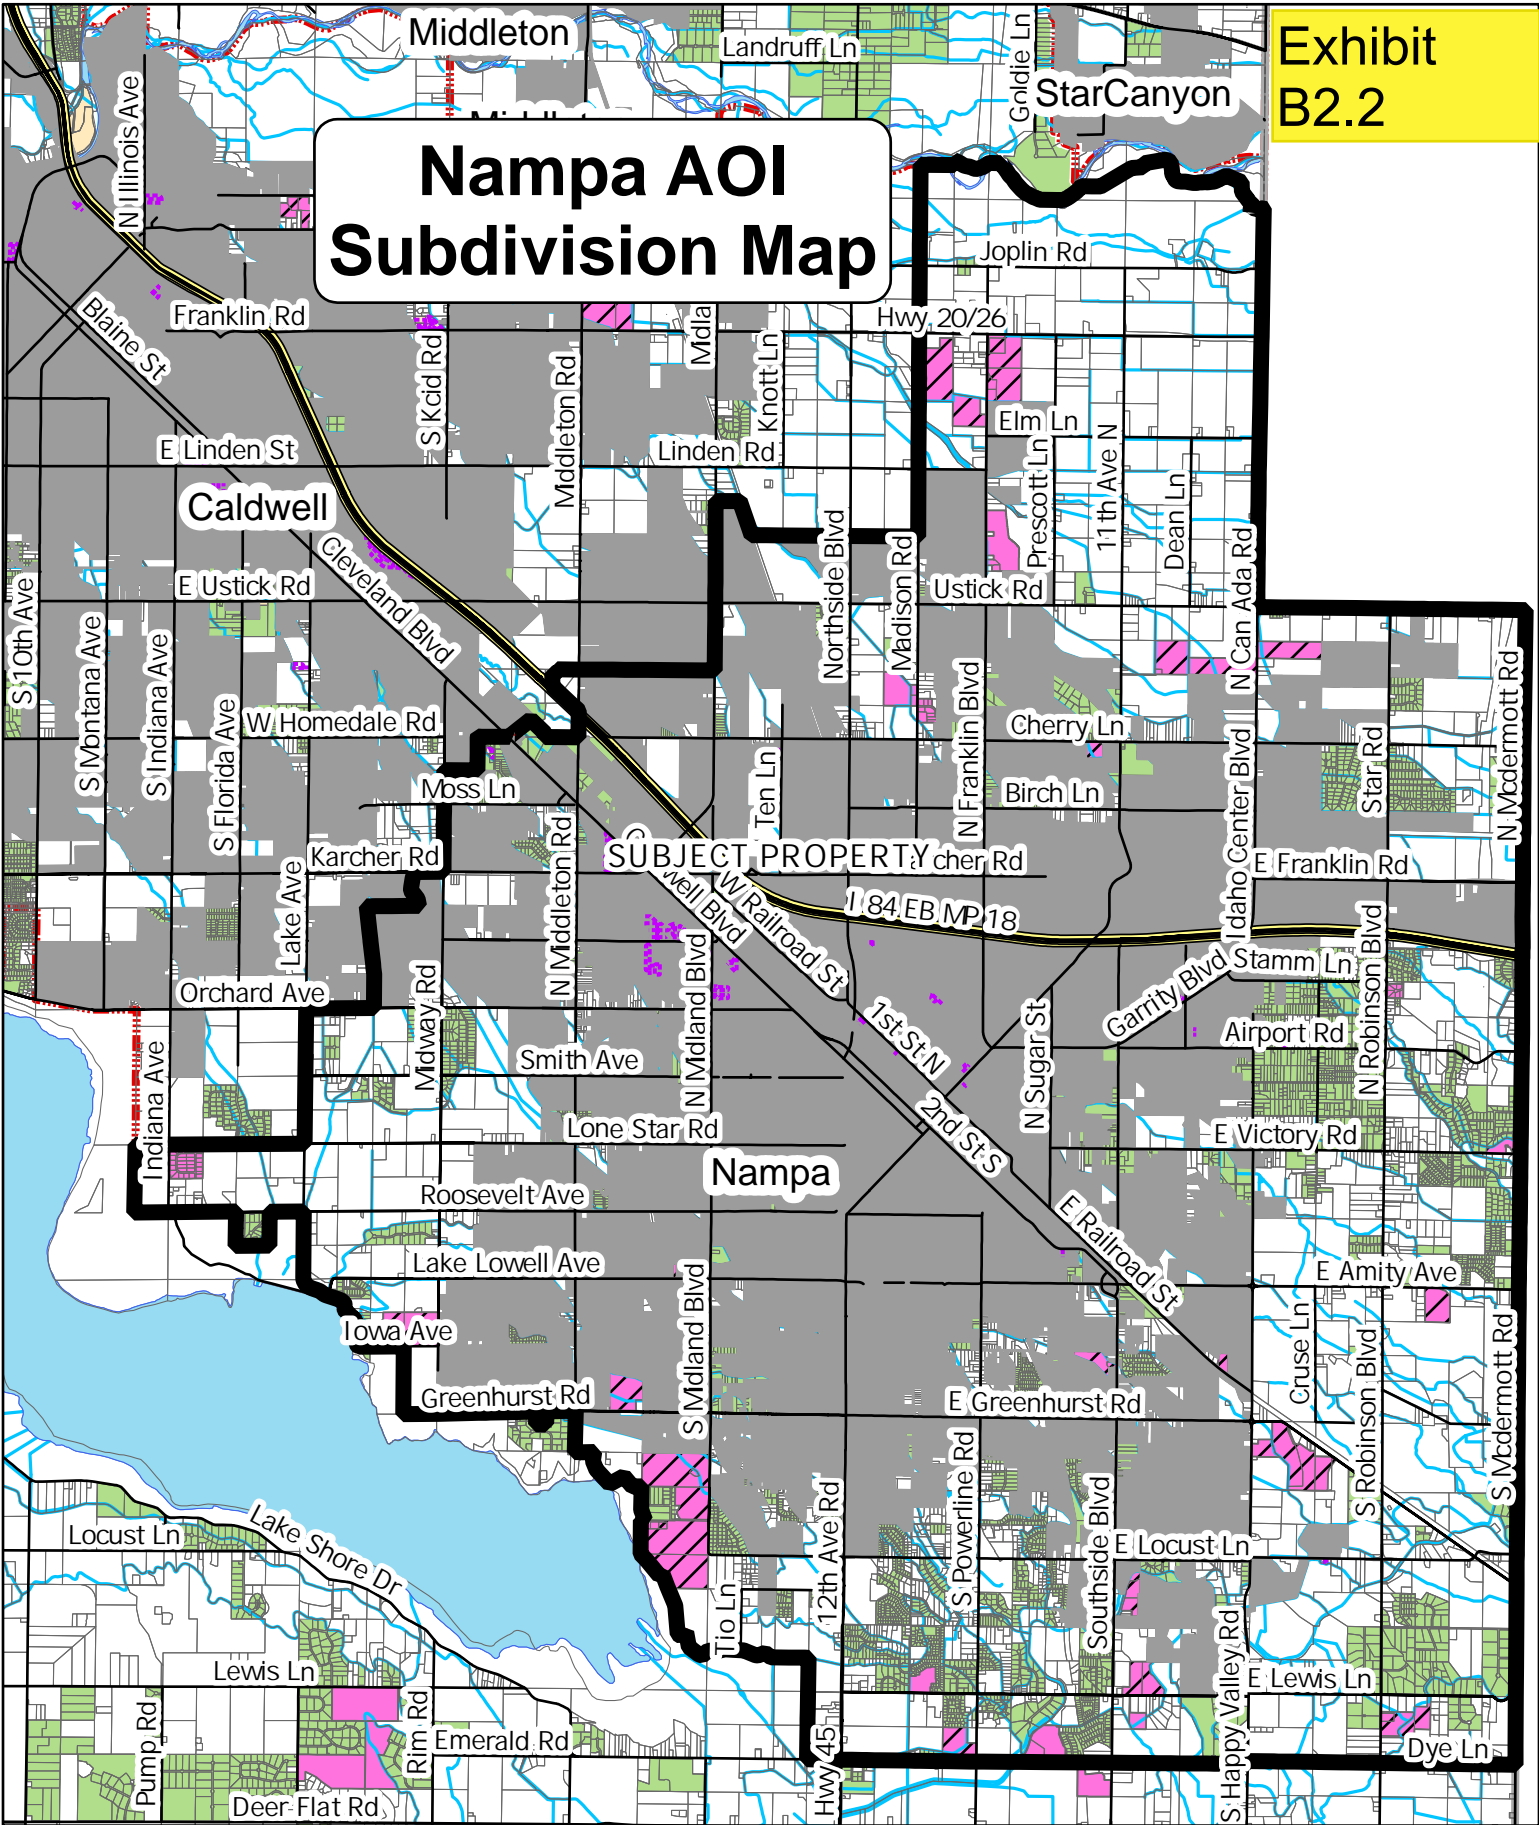 Exhibit
B2.2
Nampa AOI
Subdivision Map
Middleton
Landruff Ln
Goldie Ln
StarCanyon
N Illinois Ave
Joplin Rd
Franklin Rd
Hwy 20/26
Blaine St
S Kcid Rd
Middleton Rd
Knott Ln
Elm Ln
E Linden St
Linden Rd
Prescott Ln
11th Ave N
Dean Ln
Caldwell
Cleveland Blvd
Northside Blvd
Madison Rd
N Can Ada Rd
E Ustick Rd
Ustick Rd
S 10th Ave
S Montana Ave
S Indiana Ave
S Florida Ave
W Homedale Rd
N Franklin Blvd
Cherry Ln
N Mcdermott Rd
Star Rd
Moss Ln
Ten Ln
Birch Ln
Idaho Center Blvd
Karcher Rd
SUBJECT PROPERTY
cher Rd
E Franklin Rd
Lake Ave
N Middleton Rd
well Blvd
W Railroad St
I 84 EB MP 18
N Robinson Blvd
Stamm Ln
Garrity Blvd
Orchard Ave
Midway Rd
N Midland Blvd
1st St N
N Sugar St
Airport Rd
Smith Ave
Indiana Ave
Lone Star Rd
2nd St S
E Victory Rd
Nampa
Roosevelt Ave
E Railroad St
Lake Lowell Ave
E Amity Ave
S Midland Blvd
Iowa Ave
Cruse Ln
S Robinson Blvd
S Mcdermott Rd
Greenhurst Rd
E Greenhurst Rd
12th Ave Rd
S Powerline Rd
Southside Blvd
Locust Ln
Lake Shore Dr
E Locust Ln
Tio Ln
S Happy Valley Rd
Lewis Ln
E Lewis Ln
Pump Rd
Rim Rd
Emerald Rd
Hwy 45
Dye Ln
Deer Flat Rd